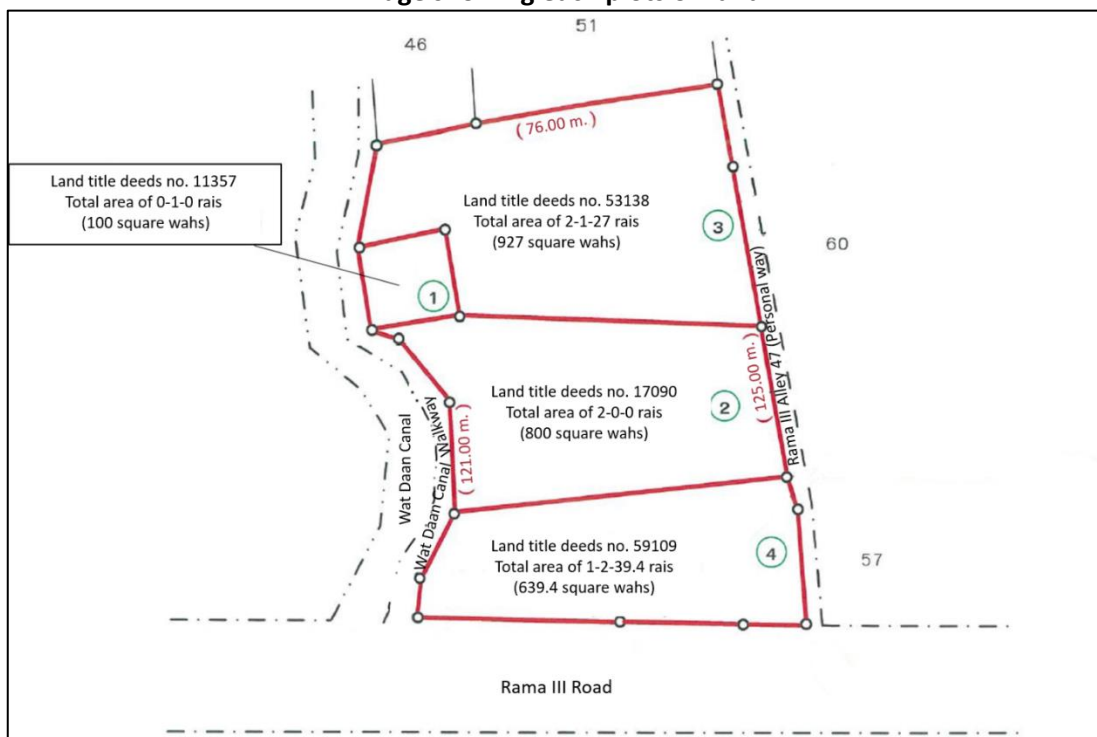 46
51
( 76.00 m.)
Land title deeds no. 11357
Total area of 0-1-0 rais
(100 square wahs)
Land title deeds no. 53138
Total area of 2-1-27 rais
(927 square wahs)
3
60
1
Rama III Alley 47 (Personal way)
( 125.00 m.)
Land title deeds no. 17090
Total area of 2-0-0 rais
(800 square wahs)
2
( 121.00 m.)
Wat Daan Canal
Wat Daan Canal Walkway
Land title deeds no. 59109
Total area of 1-2-39.4 rais
(639.4 square wahs)
4
57
Rama III Road